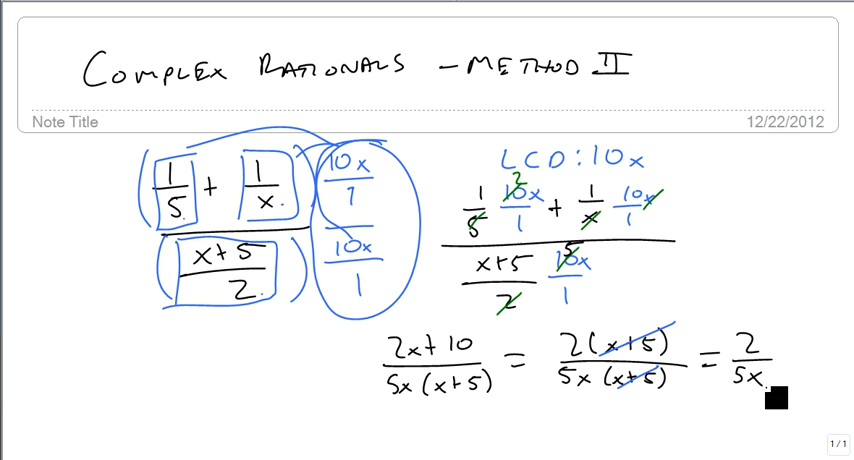 COMPLEX RATIONALS - METHOD II
Note Title 12/22/2012
(1/5 + 1/x) 10x/1 LCD: 10x
((x+5)/2) 10x/1
1/5 10x/1 2 + 1/x 10x/1
(x+5)/2 10x/1 5
(2x+10)/(5x(x+5)) = 2(x+5)/(5x(x+5)) = 2/(5x)
1/1